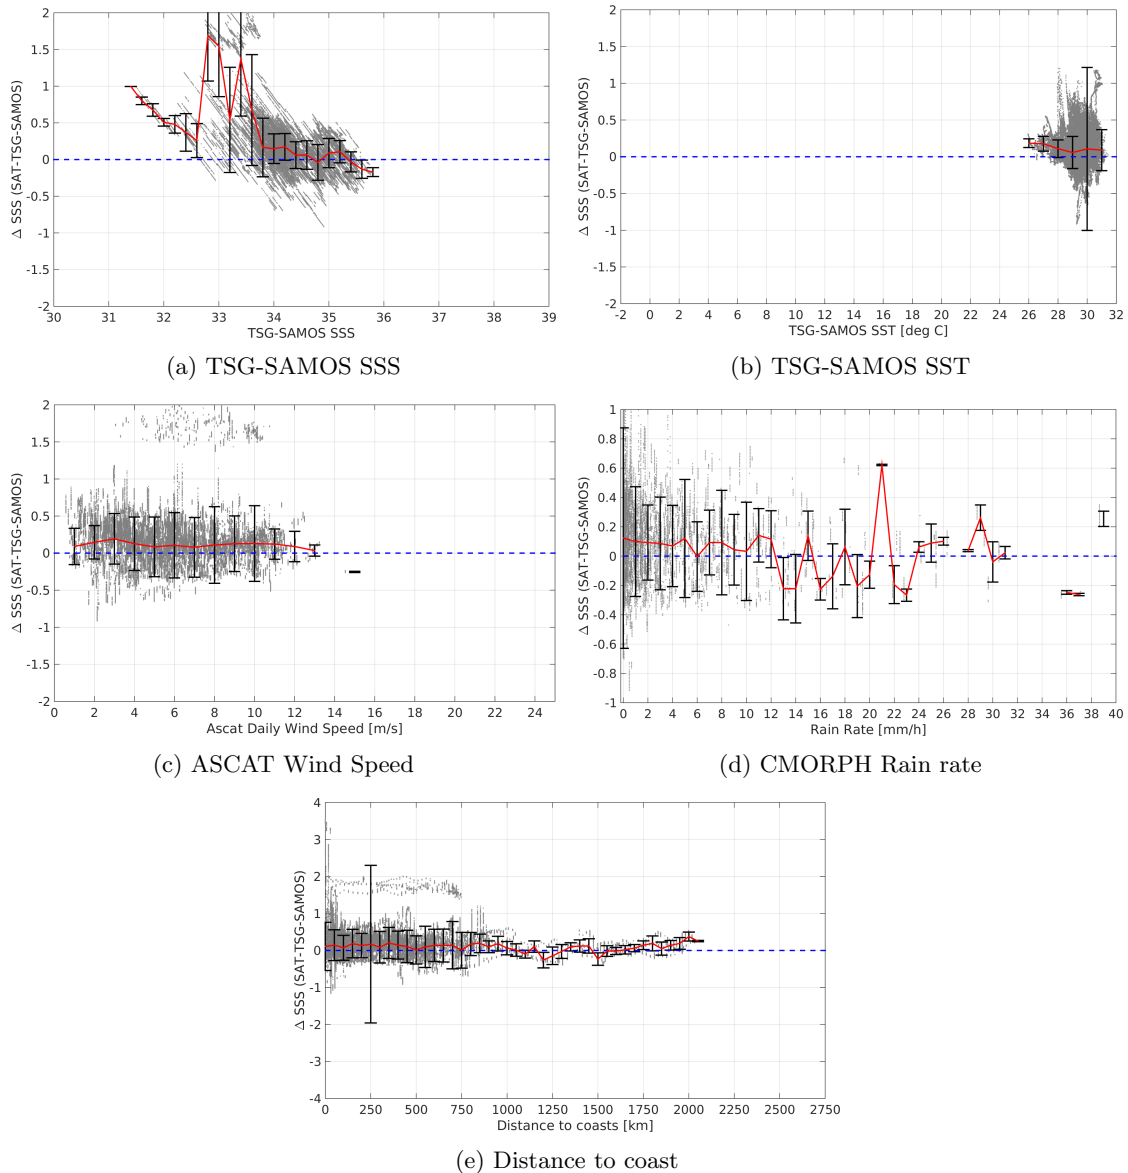 2
1.5
1
0.5
0
-0.5
-1
-1.5
-2
Δ SSS (SAT-TSG-SAMOS)
30 31 32 33 34 35 36 37 38 39
TSG-SAMOS SSS
(a) TSG-SAMOS SSS
2
1.5
1
0.5
0
-0.5
-1
-1.5
-2
Δ SSS (SAT-TSG-SAMOS)
-2 0 2 4 6 8 10 12 14 16 18 20 22 24 26 28 30 32
TSG-SAMOS SST [deg C]
(b) TSG-SAMOS SST
2
1.5
1
0.5
0
-0.5
-1
-1.5
-2
Δ SSS (SAT-TSG-SAMOS)
0 2 4 6 8 10 12 14 16 18 20 22 24
Ascat Daily Wind Speed [m/s]
(c) ASCAT Wind Speed
1
0.8
0.6
0.4
0.2
0
-0.2
-0.4
-0.6
-0.8
-1
Δ SSS (SAT-TSG-SAMOS)
0 2 4 6 8 10 12 14 16 18 20 22 24 26 28 30 32 34 36 38 40
Rain Rate [mm/h]
(d) CMORPH Rain rate
4
3
2
1
0
-1
-2
-3
-4
Δ SSS (SAT-TSG-SAMOS)
0 250 500 750 1000 1250 1500 1750 2000 2250 2500 2750
Distance to coasts [km]
(e) Distance to coast